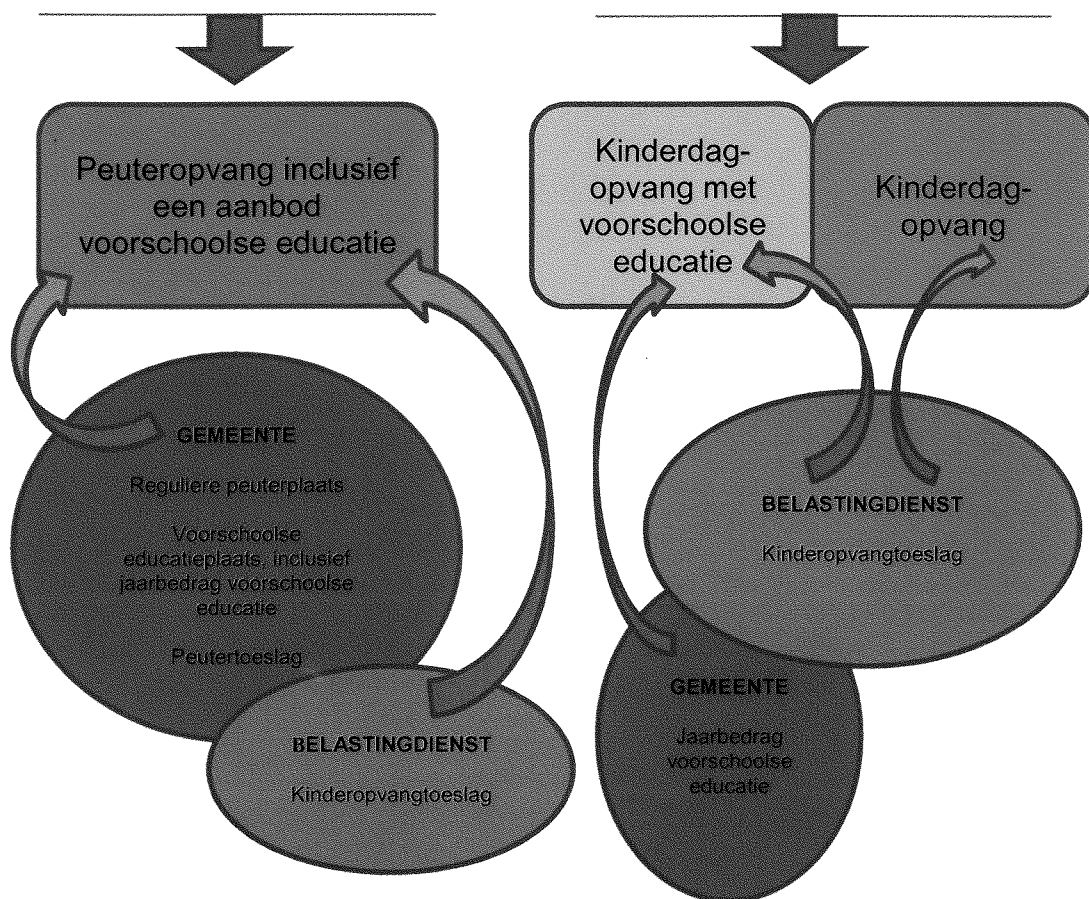 Peuteropvang inclusief
een aanbod
voorschoolse educatie
Kinderdag-
opvang met
voorschoolse
educatie
Kinderdag-
opvang
GEMEENTE
Reguliere peuterplaats
Voorschoolse
educatieplaats, inclusief
jaarbedrag voorschoolse
educatie
Peutertoeslag
BELASTINGDIENST
Kinderopvangtoeslag
BELASTINGDIENST
Kinderopvangtoeslag
GEMEENTE
Jaarbedrag
voorschoolse
educatie